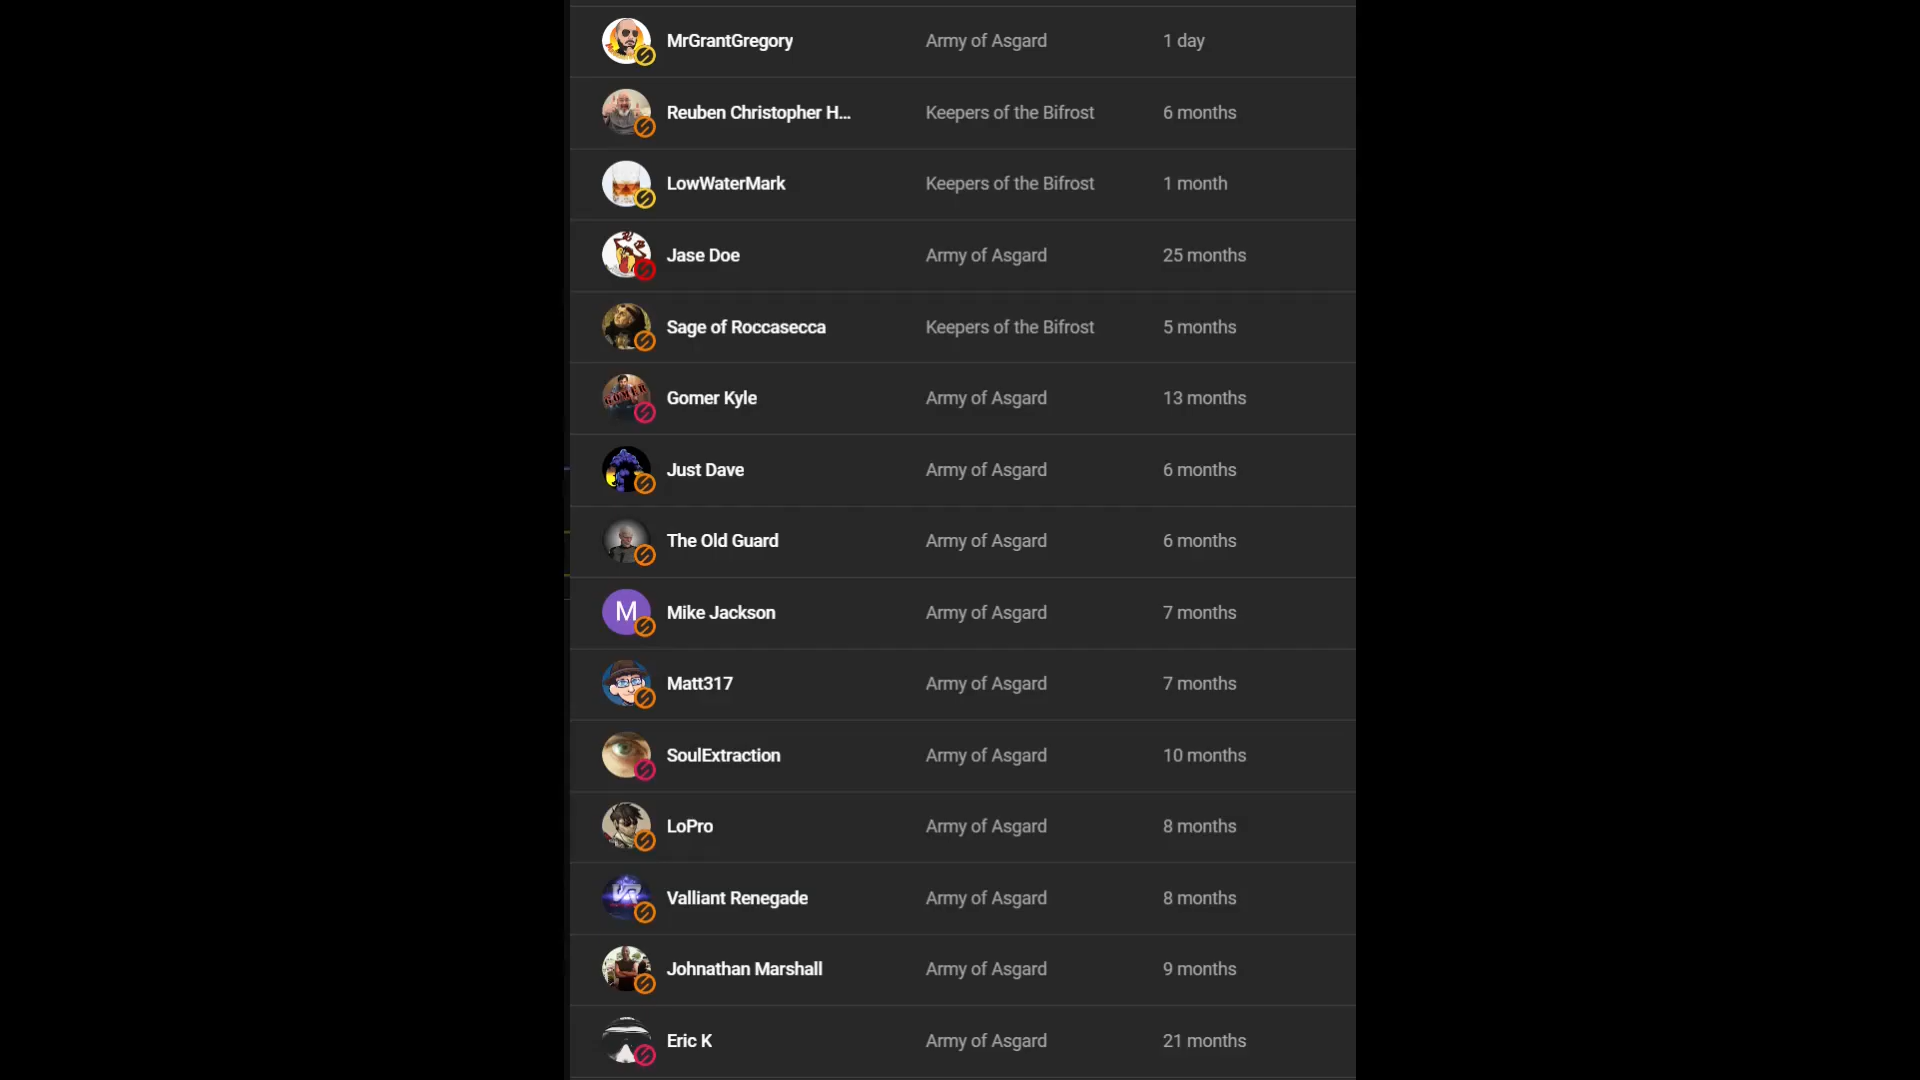 MrGrantGregory Army of Asgard 1 day
Reuben Christopher H... Keepers of the Bifrost 6 months
LowWaterMark Keepers of the Bifrost 1 month
Jase Doe Army of Asgard 25 months
Sage of Roccasecca Keepers of the Bifrost 5 months
GOMER
Gomer Kyle Army of Asgard 13 months
Just Dave Army of Asgard 6 months
The Old Guard Army of Asgard 6 months
M Mike Jackson Army of Asgard 7 months
Matt317 Army of Asgard 7 months
SoulExtraction Army of Asgard 10 months
LoPro Army of Asgard 8 months
VR Valliant Renegade Army of Asgard 8 months
Johnathan Marshall Army of Asgard 9 months
Eric K Army of Asgard 21 months